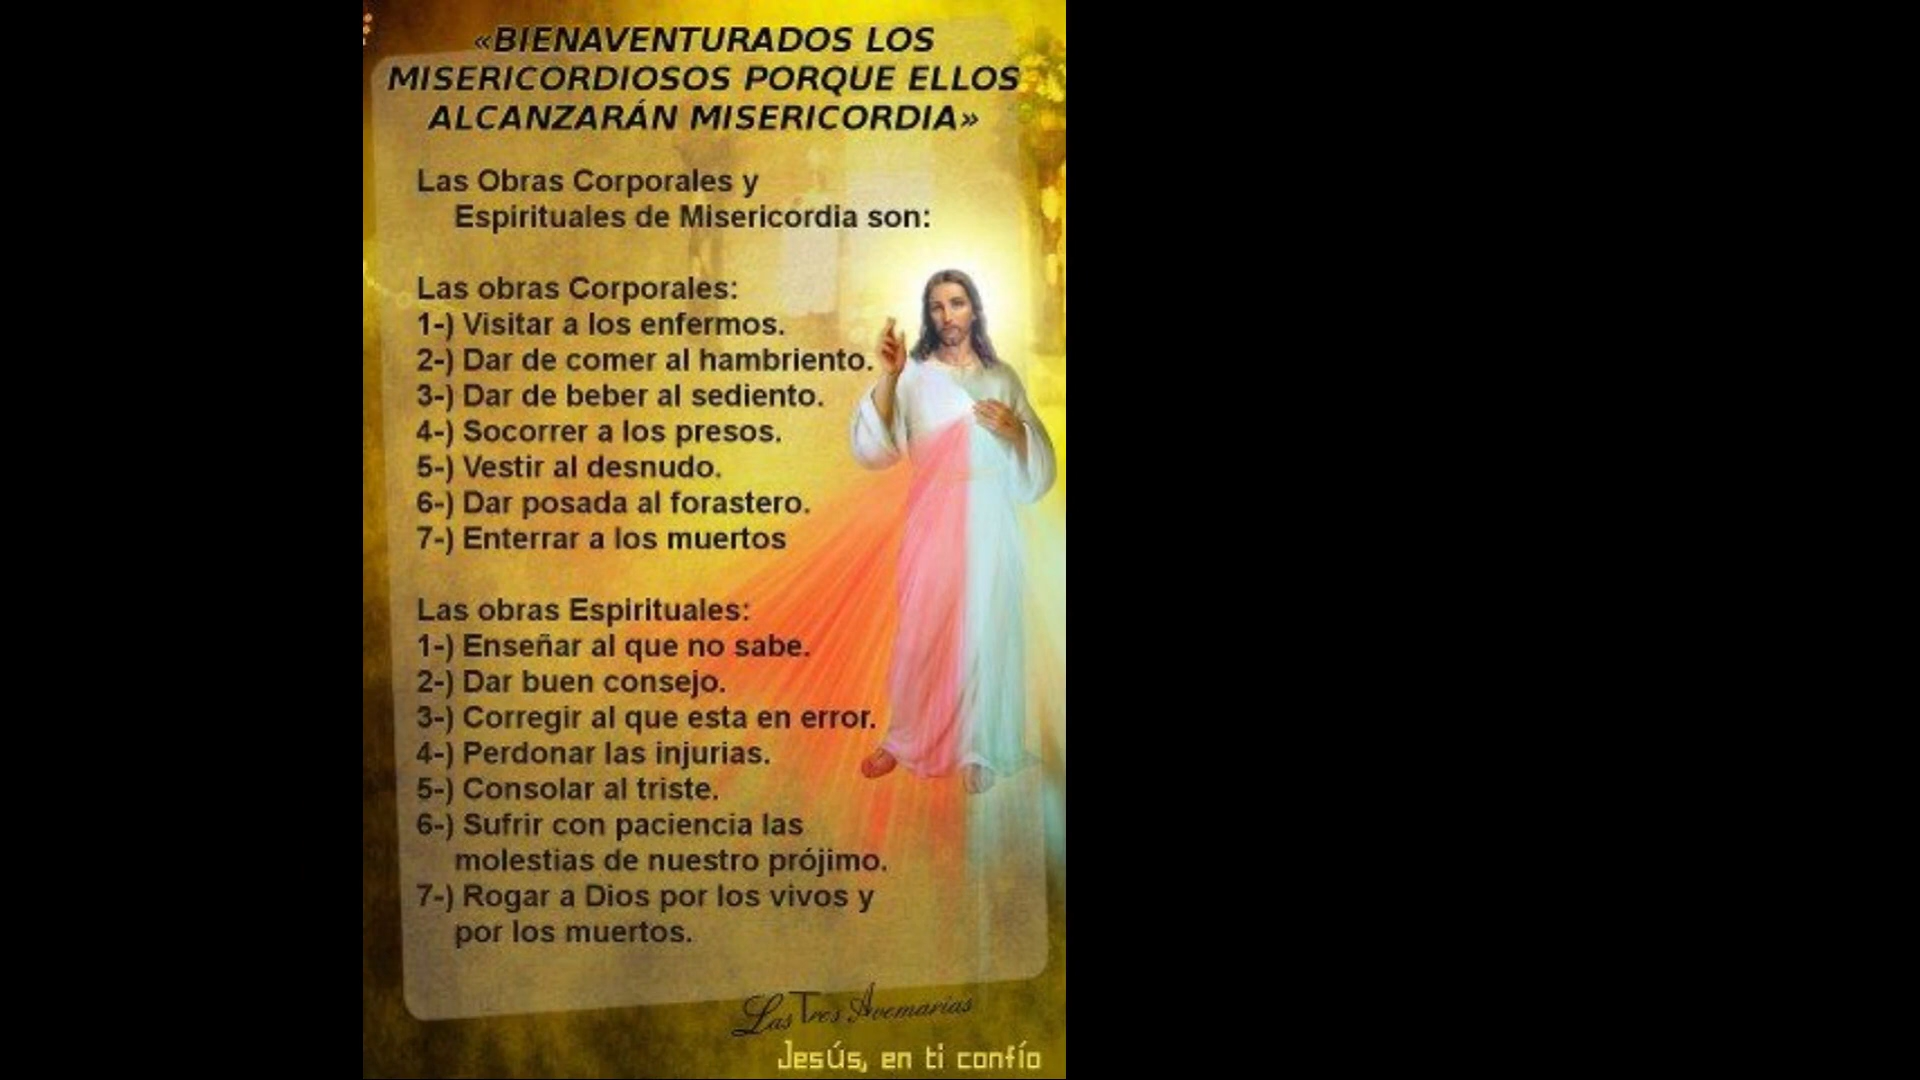 «BIENAVENTURADOS LOS
MISERICORDIOSOS PORQUE ELLOS
ALCANZARÁN MISERICORDIA»
Las Obras Corporales y
Espirituales de Misericordia son:
Las obras Corporales:
1-) Visitar a los enfermos.
2-) Dar de comer al hambriento.
3-) Dar de beber al sediento.
4-) Socorrer a los presos.
5-) Vestir al desnudo.
6-) Dar posada al forastero.
7-) Enterrar a los muertos
Las obras Espirituales:
1-) Enseñar al que no sabe.
2-) Dar buen consejo.
3-) Corregir al que esta en error.
4-) Perdonar las injurias.
5-) Consolar al triste.
6-) Sufrir con paciencia las
molestias de nuestro prójimo.
7-) Rogar a Dios por los vivos y
por los muertos.
Las Tres Avemarías
Jesús, en ti confío